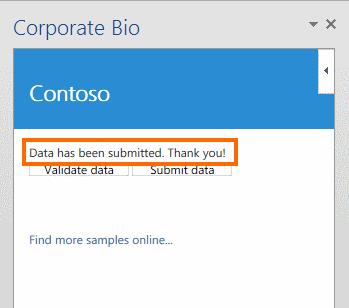 Corporate Bio
Contoso
Data has been submitted. Thank you!
Validate data Submit data
Find more samples online...